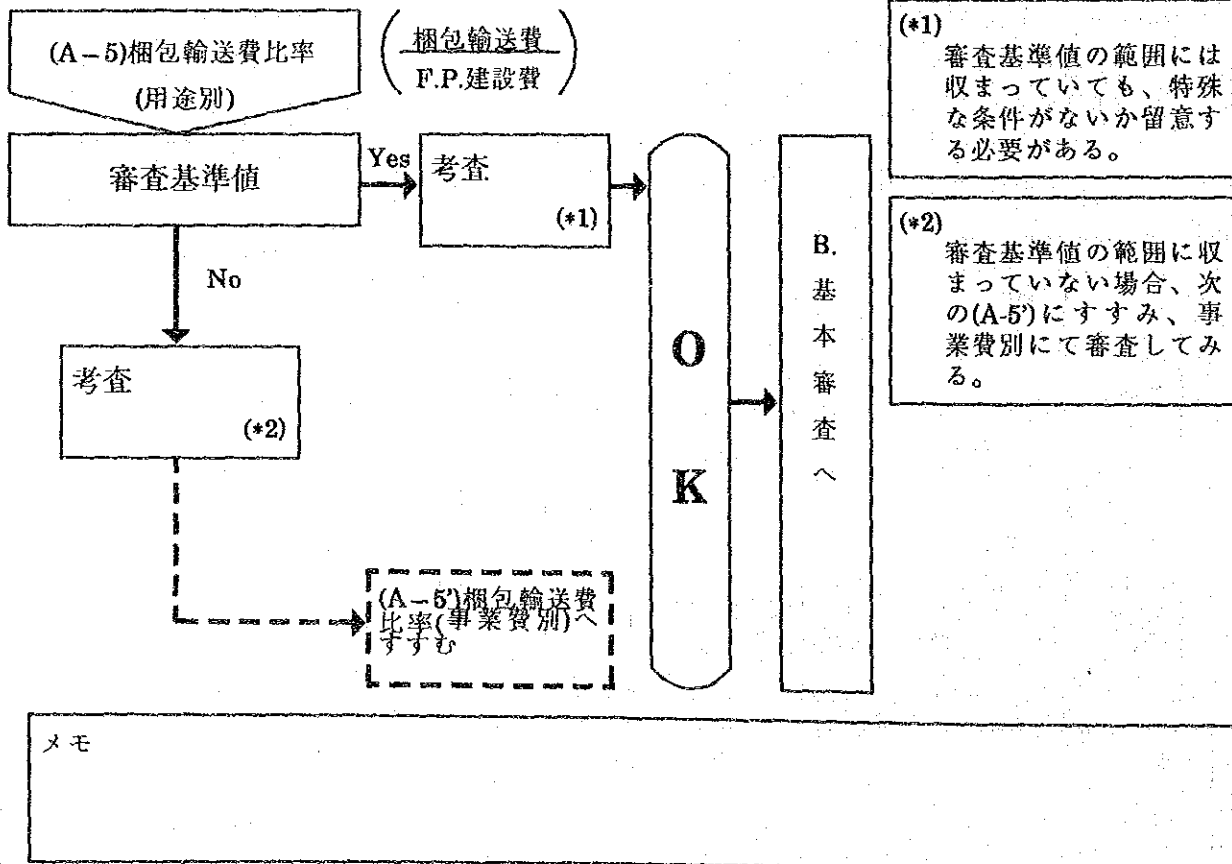 (A-5)梱包輸送費比率
(用途別)
梱包輸送費
F.P.建設費
審査基準値
Yes
考査
(*1)
No
考査
(*2)
(A-5')梱包輸送費
比率(事業費別)へ
すすむ
O
K
B.
基
本
審
査
へ
(*1)
審査基準値の範囲には
収まっていても、特殊
な条件がないか留意す
る必要がある。
(*2)
審査基準値の範囲に収
まっていない場合、次
の(A-5')にすすみ、事
業費別にて審査してみ
る。
メモ